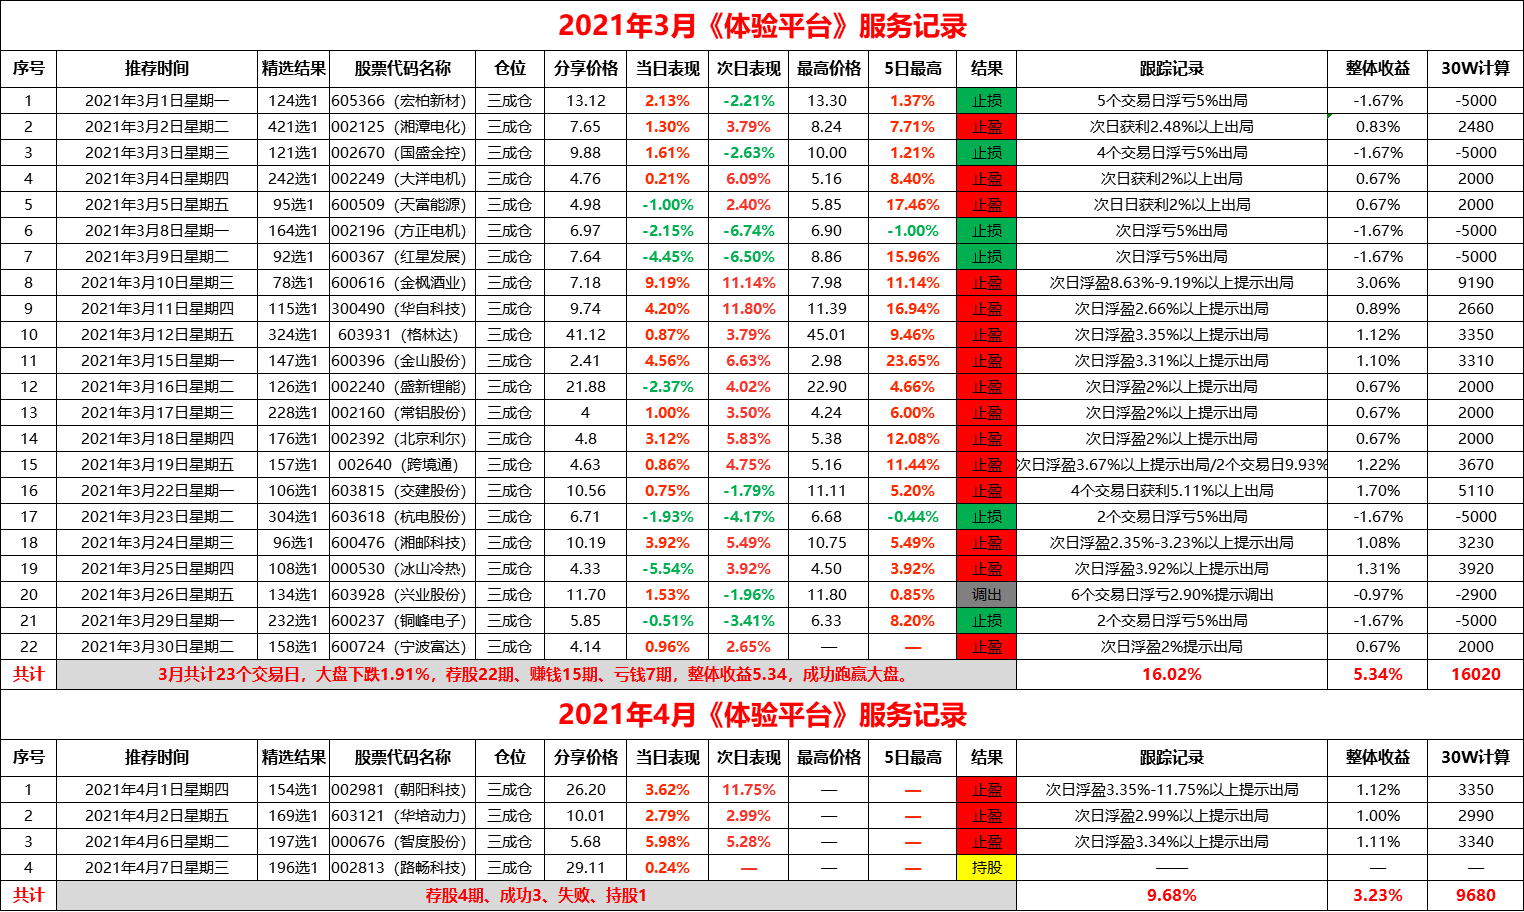 2021年3月《体验平台》服务记录
序号 推荐时间 精选结果 股票代码名称 仓位 分享价格 当日表现 次日表现 最高价格 5日最高 结果 跟踪记录 整体收益 30W计算
1 2021年3月1日星期一 124选1 605366（宏柏新材） 三成仓 13.12 2.13% -2.21% 13.30 1.37% 止损 5个交易日浮亏5%出局 -1.67% -5000
2 2021年3月2日星期二 421选1 002125（湘潭电化） 三成仓 7.65 1.30% 3.79% 8.24 7.71% 止盈 次日获利2.48%以上出局 0.83% 2480
3 2021年3月3日星期三 121选1 002670（国盛金控） 三成仓 9.88 1.61% -2.63% 10.00 1.21% 止损 4个交易日浮亏5%出局 -1.67% -5000
4 2021年3月4日星期四 242选1 002249（大洋电机） 三成仓 4.76 0.21% 6.09% 5.16 8.40% 止盈 次日获利2%以上出局 0.67% 2000
5 2021年3月5日星期五 95选1 600509（天富能源） 三成仓 4.98 -1.00% 2.40% 5.85 17.46% 止盈 次日日获利2%以上出局 0.67% 2000
6 2021年3月8日星期一 164选1 002196（方正电机） 三成仓 6.97 -2.15% -6.74% 6.90 -1.00% 止损 次日浮亏5%出局 -1.67% -5000
7 2021年3月9日星期二 92选1 600367（红星发展） 三成仓 7.64 -4.45% -6.50% 8.86 15.96% 止损 次日浮亏5%出局 -1.67% -5000
8 2021年3月10日星期三 78选1 600616（金枫酒业） 三成仓 7.18 9.19% 11.14% 7.98 11.14% 止盈 次日浮盈8.63%-9.19%以上提示出局 3.06% 9190
9 2021年3月11日星期四 115选1 300490（华自科技） 三成仓 9.74 4.20% 11.80% 11.39 16.94% 止盈 次日浮盈2.66%以上提示出局 0.89% 2660
10 2021年3月12日星期五 324选1 603931（格林达） 三成仓 41.12 0.87% 3.79% 45.01 9.46% 止盈 次日浮盈3.35%以上提示出局 1.12% 3350
11 2021年3月15日星期一 147选1 600396（金山股份） 三成仓 2.41 4.56% 6.63% 2.98 23.65% 止盈 次日浮盈3.31%以上提示出局 1.10% 3310
12 2021年3月16日星期二 126选1 002240（盛新锂能） 三成仓 21.88 -2.37% 4.02% 22.90 4.66% 止盈 次日浮盈2%以上提示出局 0.67% 2000
13 2021年3月17日星期三 228选1 002160（常铝股份） 三成仓 4 1.00% 3.50% 4.24 6.00% 止盈 次日浮盈2%以上提示出局 0.67% 2000
14 2021年3月18日星期四 176选1 002392（北京利尔） 三成仓 4.8 3.12% 5.83% 5.38 12.08% 止盈 次日浮盈2%以上提示出局 0.67% 2000
15 2021年3月19日星期五 157选1 002640（跨境通） 三成仓 4.63 0.86% 4.75% 5.16 11.44% 止盈 次日浮盈3.67%以上提示出局/2个交易日9.93% 1.22% 3670
16 2021年3月22日星期一 106选1 603815（交建股份） 三成仓 10.56 0.75% -1.79% 11.11 5.20% 止盈 4个交易日获利5.11%以上出局 1.70% 5110
17 2021年3月23日星期二 304选1 603618（杭电股份） 三成仓 6.71 -1.93% -4.17% 6.68 -0.44% 止损 2个交易日浮亏5%出局 -1.67% -5000
18 2021年3月24日星期三 96选1 600476（湘邮科技） 三成仓 10.19 3.92% 5.49% 10.75 5.49% 止盈 次日浮盈2.35%-3.23%以上提示出局 1.08% 3230
19 2021年3月25日星期四 108选1 000530（冰山冷热） 三成仓 4.33 -5.54% 3.92% 4.50 3.92% 止盈 次日浮盈3.92%以上提示出局 1.31% 3920
20 2021年3月26日星期五 134选1 603928（兴业股份） 三成仓 11.70 1.53% -1.96% 11.80 0.85% 调出 6个交易日浮亏2.90%提示调出 -0.97% -2900
21 2021年3月29日星期一 232选1 600237（铜峰电子） 三成仓 5.85 -0.51% -3.41% 6.33 8.20% 止损 2个交易日浮亏5%出局 -1.67% -5000
22 2021年3月30日星期二 158选1 600724（宁波富达） 三成仓 4.14 0.96% 2.65% — — 止盈 次日浮盈2%提示出局 0.67% 2000
共计 3月共计23个交易日，大盘下跌1.91%，荐股22期、赚钱15期、亏钱7期，整体收益5.34，成功跑赢大盘。 16.02% 5.34% 16020
2021年4月《体验平台》服务记录
序号 推荐时间 精选结果 股票代码名称 仓位 分享价格 当日表现 次日表现 最高价格 5日最高 结果 跟踪记录 整体收益 30W计算
1 2021年4月1日星期四 154选1 002981（朝阳科技） 三成仓 26.20 3.62% 11.75% — — 止盈 次日浮盈3.35%-11.75%以上提示出局 1.12% 3350
2 2021年4月2日星期五 169选1 603121（华培动力） 三成仓 10.01 2.79% 2.99% — — 止盈 次日浮盈2.99%以上提示出局 1.00% 2990
3 2021年4月6日星期二 197选1 000676（智度股份） 三成仓 5.68 5.98% 5.28% — — 止盈 次日浮盈3.34%以上提示出局 1.11% 3340
4 2021年4月7日星期三 196选1 002813（路畅科技） 三成仓 29.11 0.24% — — — 持股 —— — —
共计 荐股4期、成功3、失败、持股1 9.68% 3.23% 9680